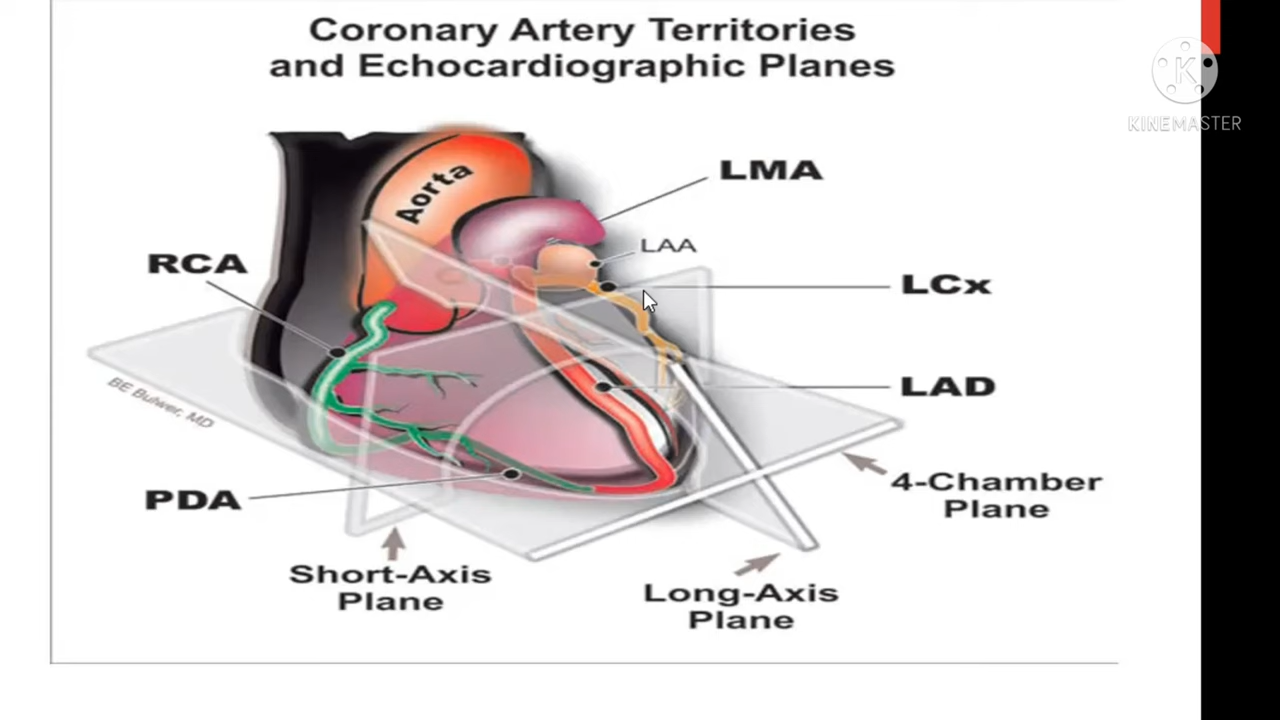 Coronary Artery Territories
and Echocardiographic Planes
KINEMASTER
K
Aorta
LMA
LAA
RCA
LCx
LAD
BE Bulwer, MD
PDA
4-Chamber
Plane
Short-Axis
Plane
Long-Axis
Plane